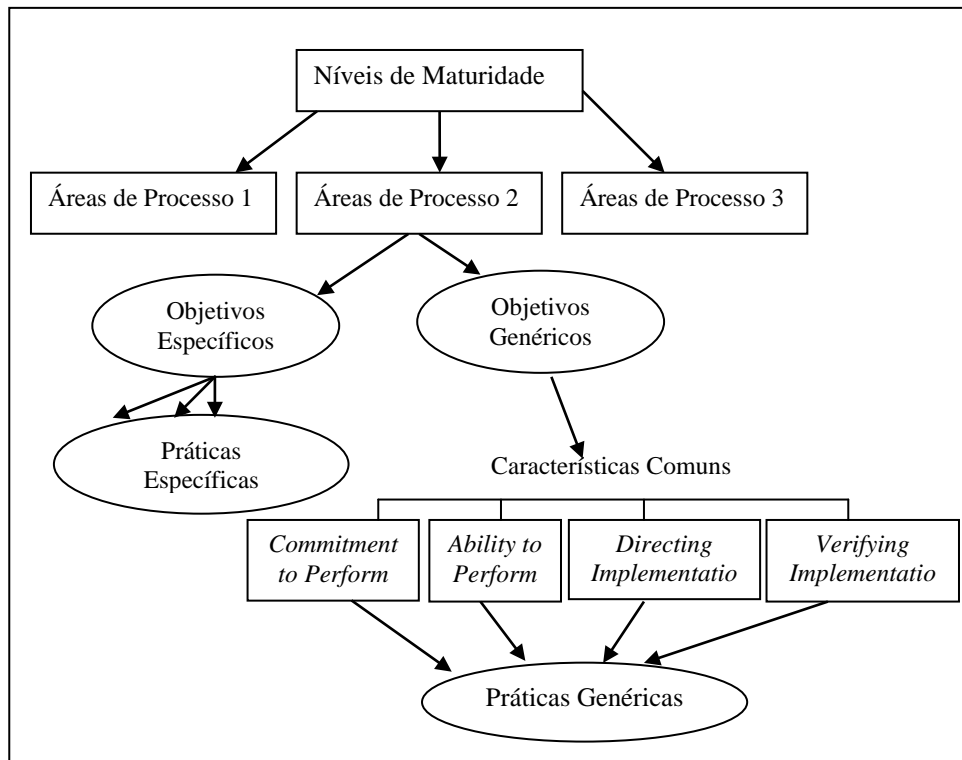 Níveis de Maturidade
Áreas de Processo 1
Áreas de Processo 2
Áreas de Processo 3
Objetivos
Específicos
Objetivos
Genéricos
Práticas
Específicas
Características Comuns
Commitment
to Perform
Ability to
Perform
Directing
Implementatio
Verifying
Implementatio
Práticas Genéricas